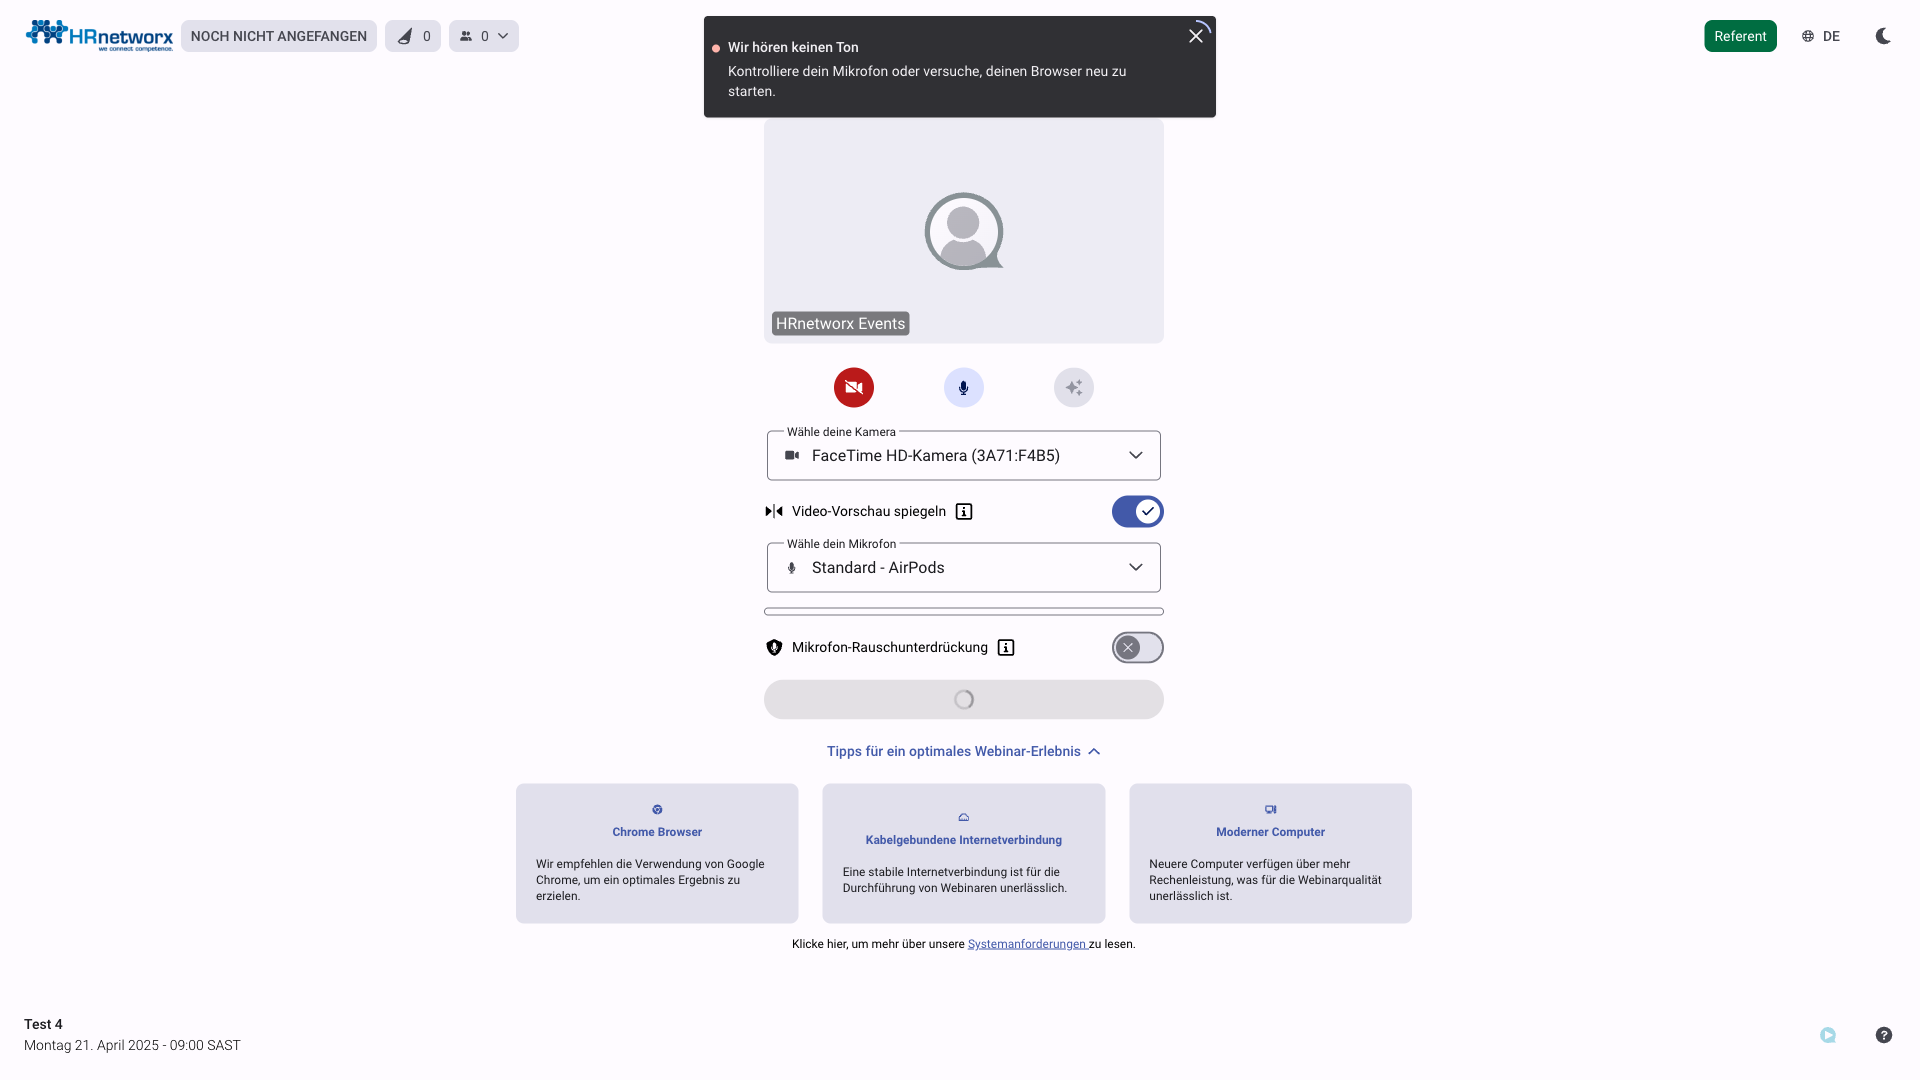 HRnetworx
we connect competence.
NOCH NICHT ANGEFANGEN
0
0
Wir hören keinen Ton
Kontrolliere dein Mikrofon oder versuche, deinen Browser neu zu
starten.
Referent
DE
HRnetworx Events
Wähle deine Kamera
FaceTime HD-Kamera (3A71:F4B5)
Video-Vorschau spiegeln
Wähle dein Mikrofon
Standard - AirPods
Mikrofon-Rauschunterdrückung
Tipps für ein optimales Webinar-Erlebnis
Chrome Browser
Wir empfehlen die Verwendung von Google
Chrome, um ein optimales Ergebnis zu
erzielen.
Kabelgebundene Internetverbindung
Eine stabile Internetverbindung ist für die
Durchführung von Webinaren unerlässlich.
Moderner Computer
Neuere Computer verfügen über mehr
Rechenleistung, was für die Webinarqualität
unerlässlich ist.
Klicke hier, um mehr über unsere Systemanforderungen zu lesen.
Test 4
Montag 21. April 2025 - 09:00 SAST